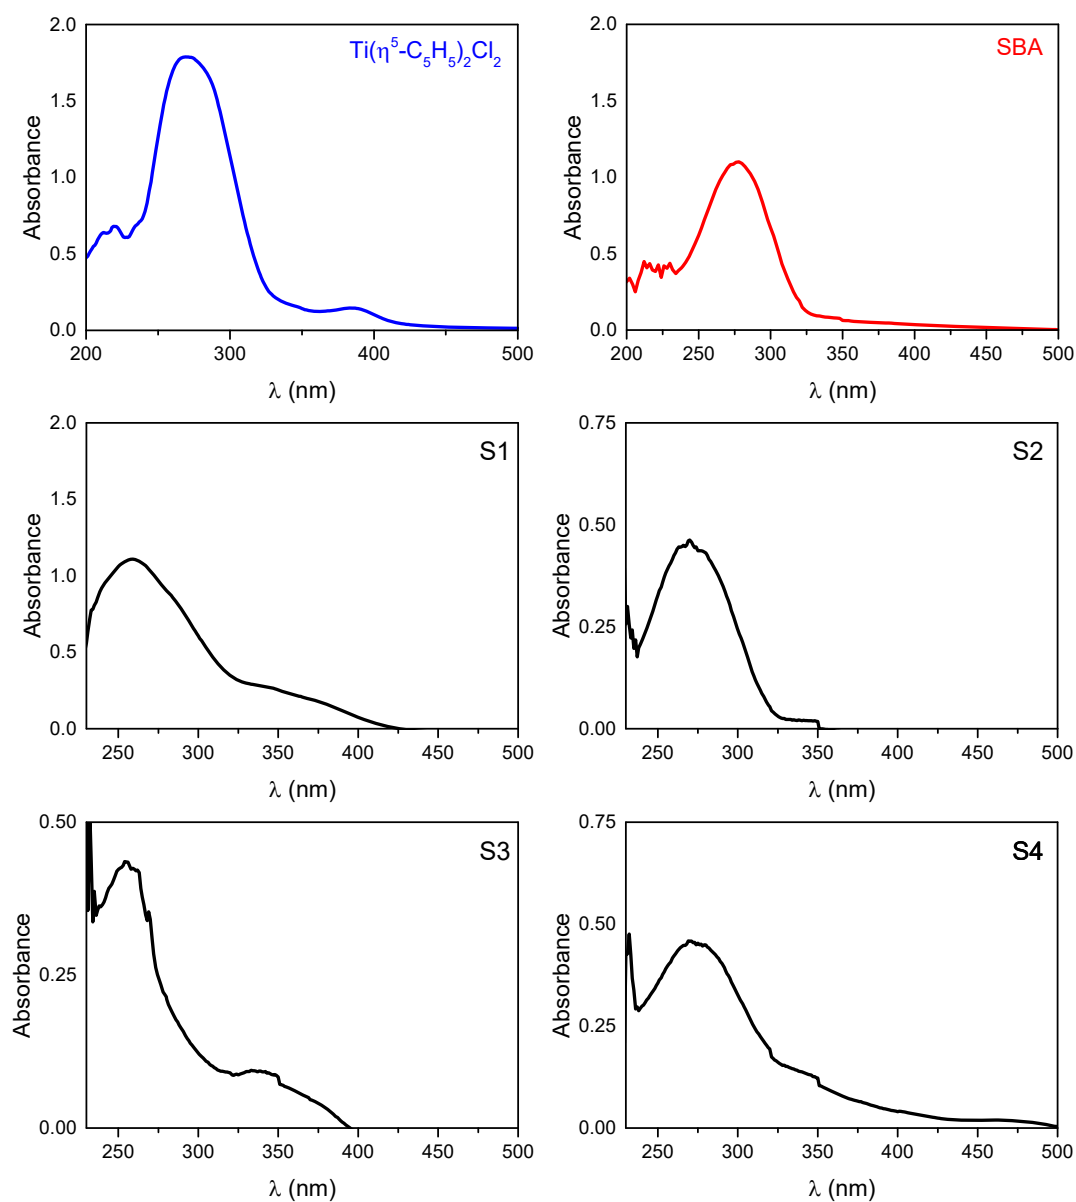 2.0
Ti(η⁵-C₅H₅)₂Cl₂
1.5
1.0
0.5
0.0
200 300 400 500
Absorbance
λ (nm)
2.0
SBA
1.5
1.0
0.5
0.0
200 250 300 350 400 450 500
Absorbance
λ (nm)
2.0
S1
1.5
1.0
0.5
0.0
250 300 350 400 450 500
Absorbance
λ (nm)
0.75
S2
0.50
0.25
0.00
250 300 350 400 450 500
Absorbance
λ (nm)
0.50
S3
0.25
0.00
250 300 350 400 450 500
Absorbance
λ (nm)
0.75
S4
0.50
0.25
0.00
250 300 350 400 450 500
Absorbance
λ (nm)